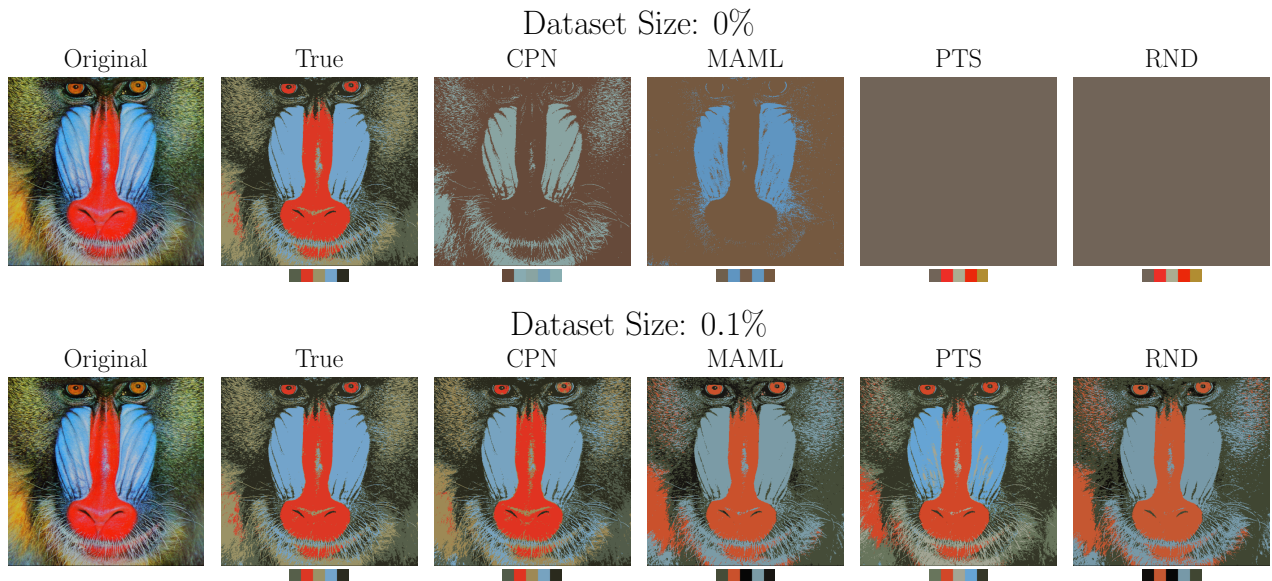 Dataset Size: 0%
Original True CPN MAML PTS RND
Dataset Size: 0.1%
Original True CPN MAML PTS RND